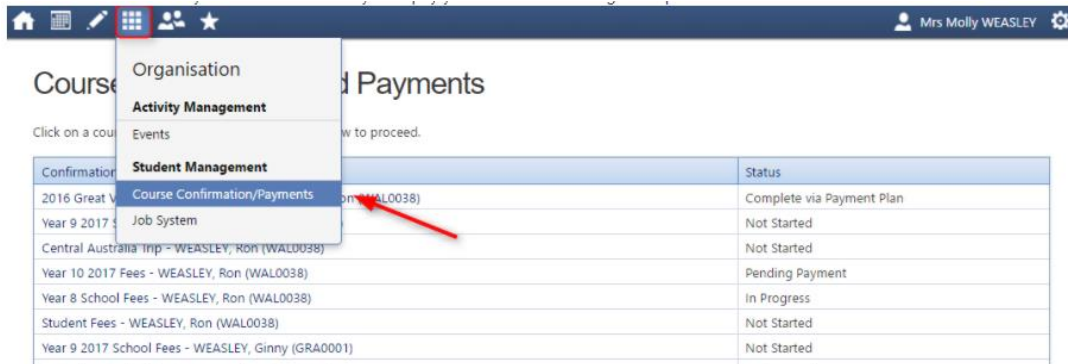 Mrs Molly WEASLEY
Organisation
Activity Management
Events
Student Management
Course Confirmation/Payments
Job System
Course
Payments
Click on a
w to proceed.
Confirmation
Status
2016 Great
(WAL0038)
Complete via Payment Plan
Year 9 2017
Not Started
Central Australia Trip - WEASLEY, Ron (WAL0038)
Not Started
Year 10 2017 Fees - WEASLEY, Ron (WAL0038)
Pending Payment
Year 8 School Fees - WEASLEY, Ron (WAL0038)
In Progress
Student Fees - WEASLEY, Ron (WAL0038)
Not Started
Year 9 2017 School Fees - WEASLEY, Ginny (GRA0001)
Not Started